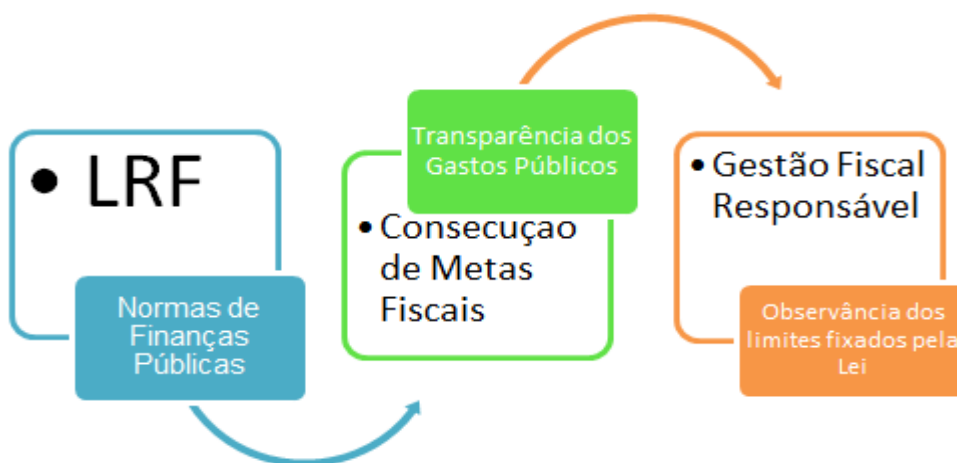 • LRF
Normas de
Finanças
Públicas
Transparência dos
Gastos Públicos
• Consecução
de Metas
Fiscais
• Gestão Fiscal
Responsável
Observância dos
limites fixados pela
Lei